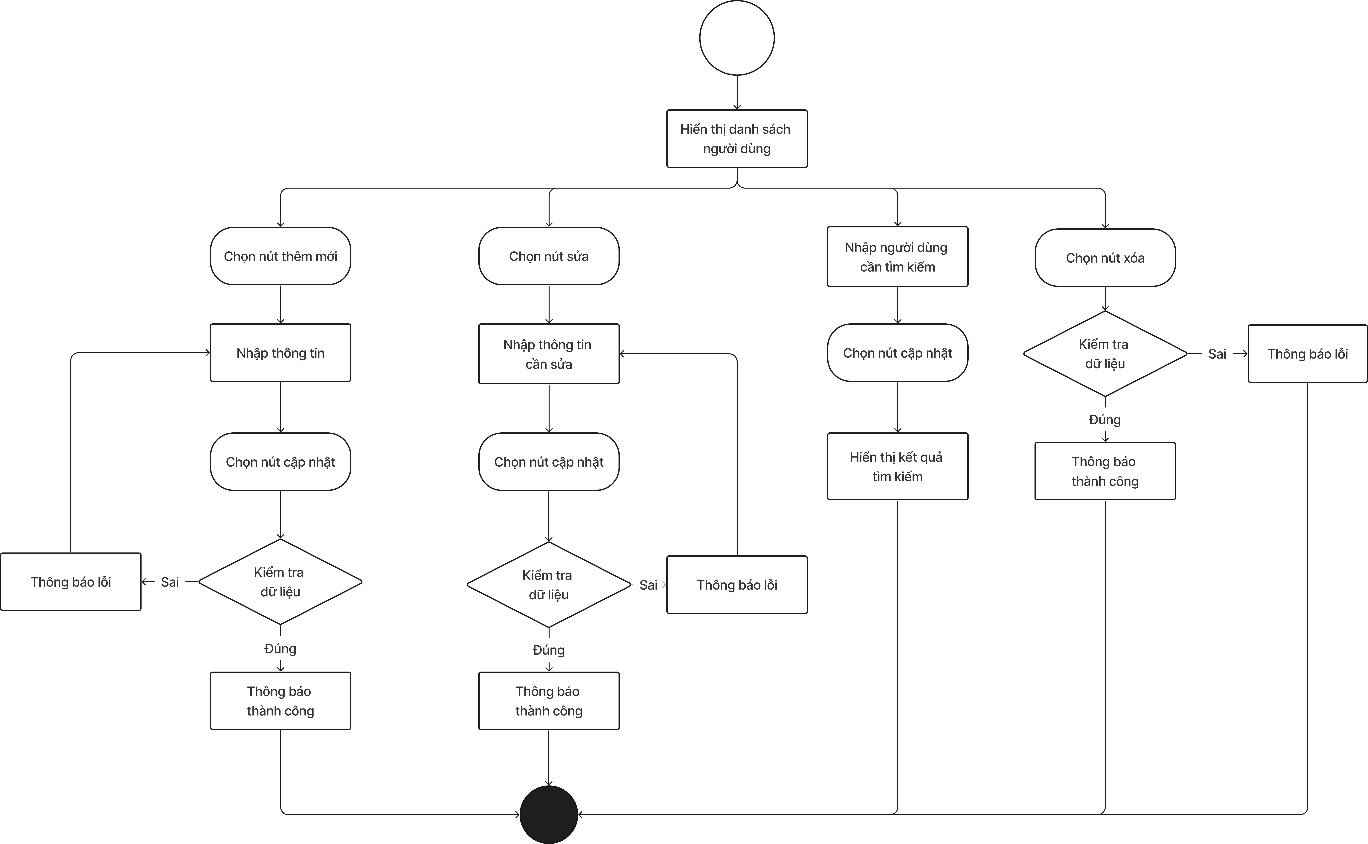 Hiển thị danh sách
người dùng
Chọn nút thêm mới
Chọn nút sửa
Nhập người dùng
cần tìm kiếm
Chọn nút xóa
Nhập thông tin
Nhập thông tin
cần sửa
Chọn nút cập nhật
Kiểm tra
dữ liệu
Sai
Thông báo lỗi
Đúng
Chọn nút cập nhật
Chọn nút cập nhật
Hiển thị kết quả
tìm kiếm
Thông báo
thành công
Thông báo lỗi
Sai
Kiểm tra
dữ liệu
Kiểm tra
dữ liệu
Sai
Thông báo lỗi
Đúng
Đúng
Thông báo
thành công
Thông báo
thành công